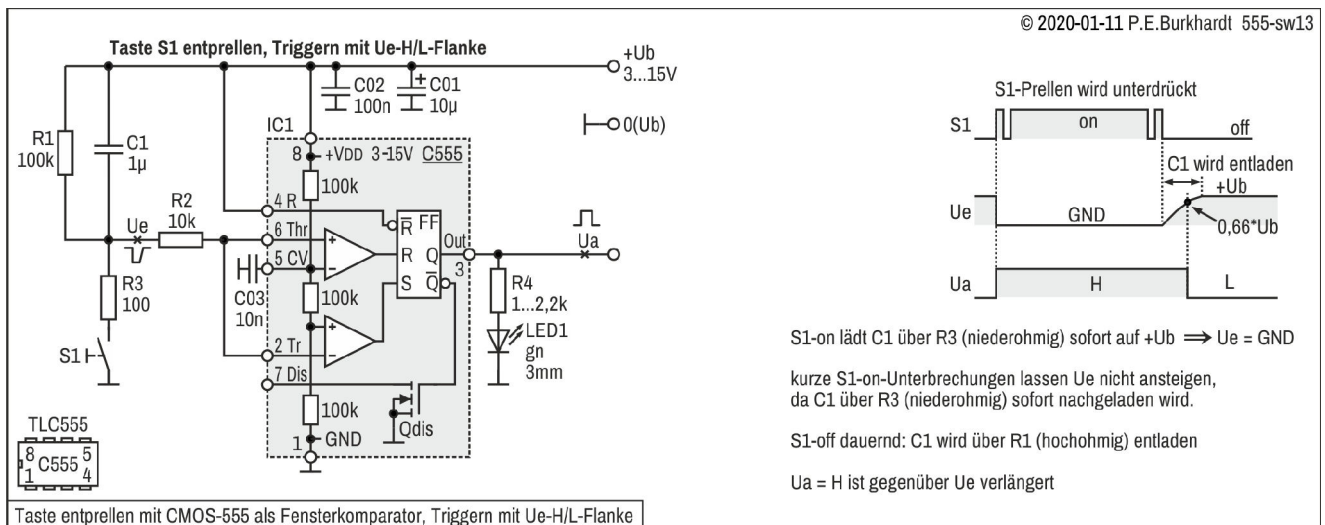 © 2020-01-11 P.E.Burkhardt 555-sw13
Taste S1 entprellen, Triggern mit Ue-H/L-Flanke
+Ub
3...15V
C02
100n
+
C01
10µ
0(Ub)
R1
100k
C1
1µ
IC1
8
+VDD 3-15V C555
100k
R2
10k
4 R
Ue
6 Thr
5 CV
C03
10n
+
−
R̅ FF
R Q
S Q̅
Out
3
Ua
R3
100
100k
+
−
R4
1...2,2k
LED1
gn
3mm
S1
2 Tr
7 Dis
100k
Qdis
1
GND
TLC555
8 5
C555
1 4
Taste entprellen mit CMOS-555 als Fensterkomparator, Triggern mit Ue-H/L-Flanke
S1-Prellen wird unterdrückt
S1
on
off
C1 wird entladen
+Ub
Ue
GND
0,66*Ub
Ua
H
L
S1-on lädt C1 über R3 (niederohmig) sofort auf +Ub ⟹ Ue = GND
kurze S1-on-Unterbrechungen lassen Ue nicht ansteigen,
da C1 über R3 (niederohmig) sofort nachgeladen wird.
S1-off dauernd: C1 wird über R1 (hochohmig) entladen
Ua = H ist gegenüber Ue verlängert